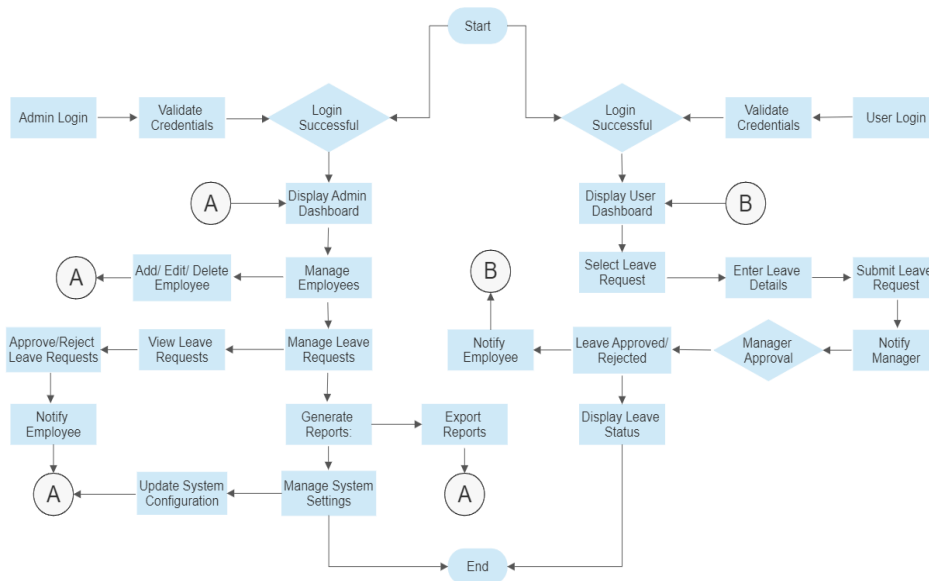 Start
Admin Login
Validate
Credentials
Login
Successful
Login
Successful
Validate
Credentials
User Login
A
Display Admin
Dashboard
Display User
Dashboard
B
A
Add/ Edit/ Delete
Employee
Manage
Employees
B
Select Leave
Request
Enter Leave
Details
Submit Leave
Request
Approve/Reject
Leave Requests
View Leave
Requests
Manage Leave
Requests
Notify
Employee
Leave Approved/
Rejected
Manager
Approval
Notify
Manager
Notify
Employee
Generate
Reports:
Export
Reports
Display Leave
Status
A
Update System
Configuration
Manage System
Settings
A
End